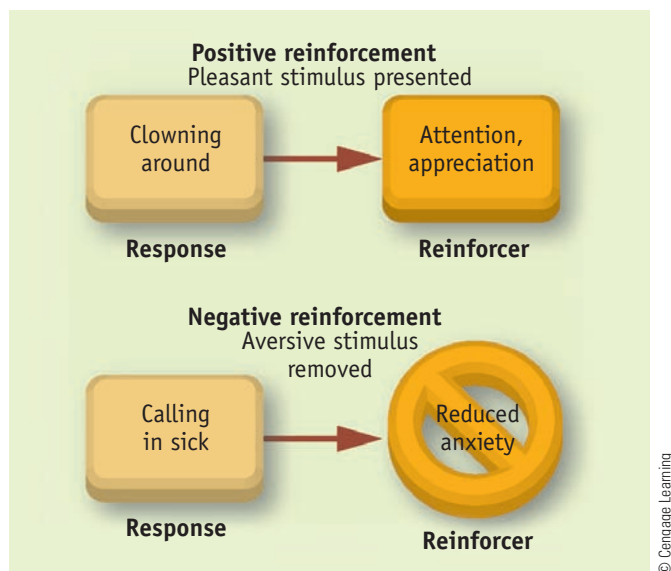 Positive reinforcement
Pleasant stimulus presented
Clowning
around
Attention,
appreciation
Response
Reinforcer
Negative reinforcement
Aversive stimulus
removed
Calling
in sick
Reduced
anxiety
Response
Reinforcer
© Cengage Learning